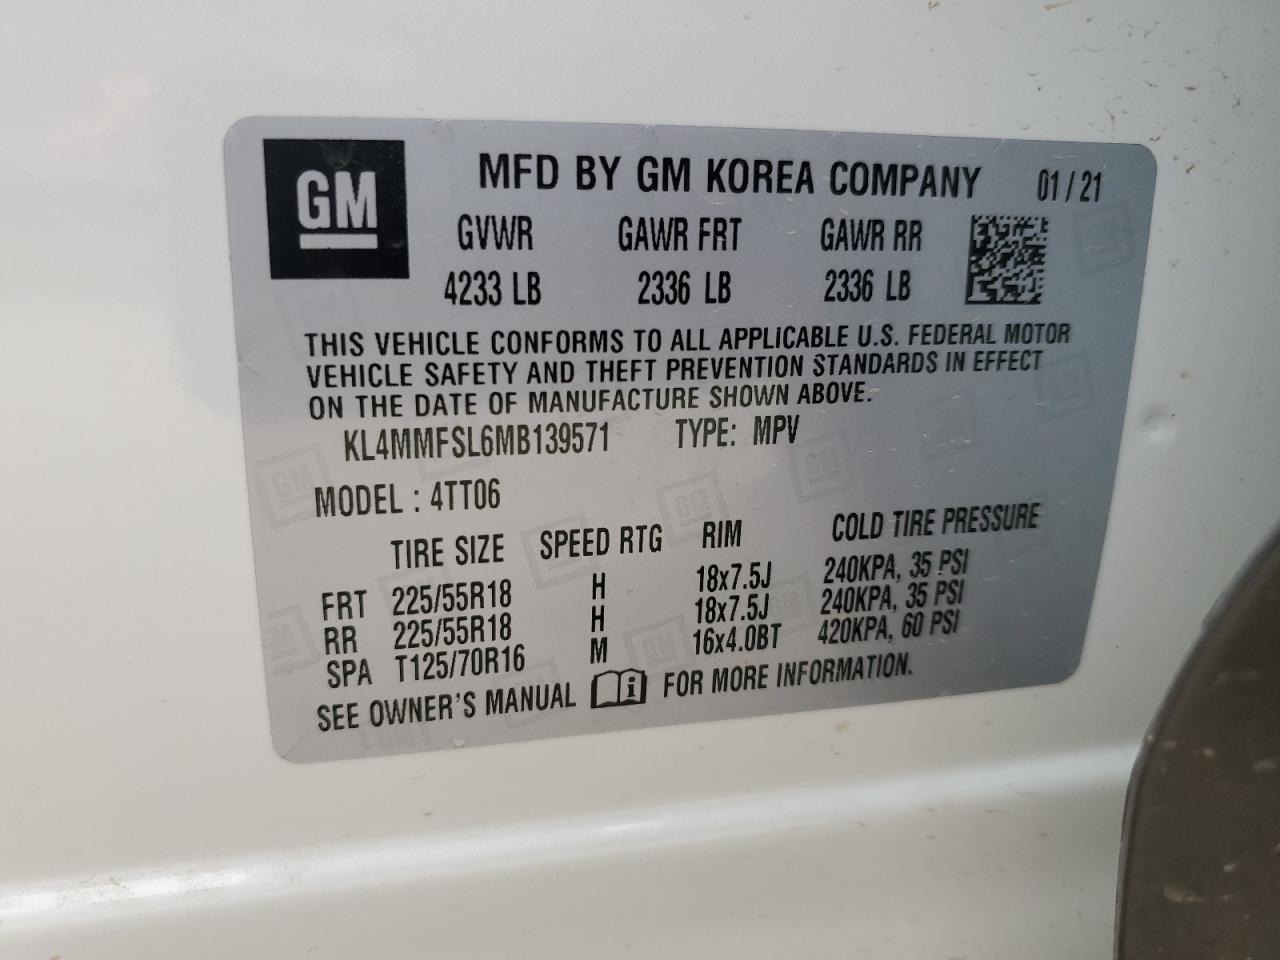 GM MFD BY GM KOREA COMPANY 01/21
GVWR GAWR FRT GAWR RR
4233 LB 2336 LB 2336 LB
THIS VEHICLE CONFORMS TO ALL APPLICABLE U.S. FEDERAL MOTOR
VEHICLE SAFETY AND THEFT PREVENTION STANDARDS IN EFFECT
ON THE DATE OF MANUFACTURE SHOWN ABOVE.
KL4MMFSL6MB139571 TYPE: MPV
MODEL : 4TT06
TIRE SIZE SPEED RTG RIM COLD TIRE PRESSURE
FRT 225/55R18 H 18x7.5J 240KPA, 35 PSI
RR 225/55R18 H 18x7.5J 240KPA, 35 PSI
SPA T125/70R16 M 16x4.0BT 420KPA, 60 PSI
SEE OWNER'S MANUAL FOR MORE INFORMATION.